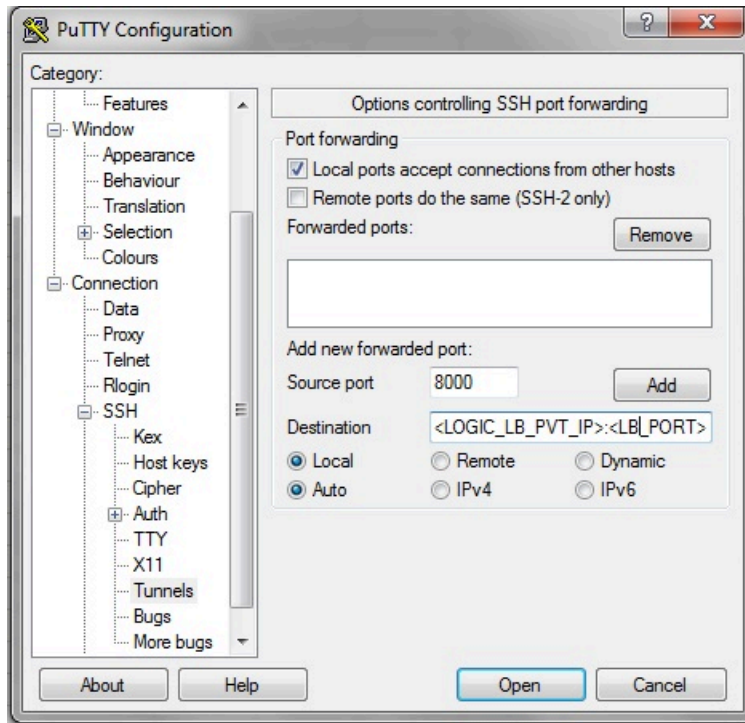 PuTTY Configuration
Category:
Features
Window
Appearance
Behaviour
Translation
Selection
Colours
Connection
Data
Proxy
Telnet
Rlogin
SSH
Kex
Host keys
Cipher
Auth
TTY
X11
Tunnels
Bugs
More bugs
Options controlling SSH port forwarding
Port forwarding
Local ports accept connections from other hosts
Remote ports do the same (SSH-2 only)
Forwarded ports:
Remove
Add new forwarded port:
Source port 8000 Add
Destination <LOGIC_LB_PVT_IP>:<LB_PORT>
Local Remote Dynamic
Auto IPv4 IPv6
About Help Open Cancel